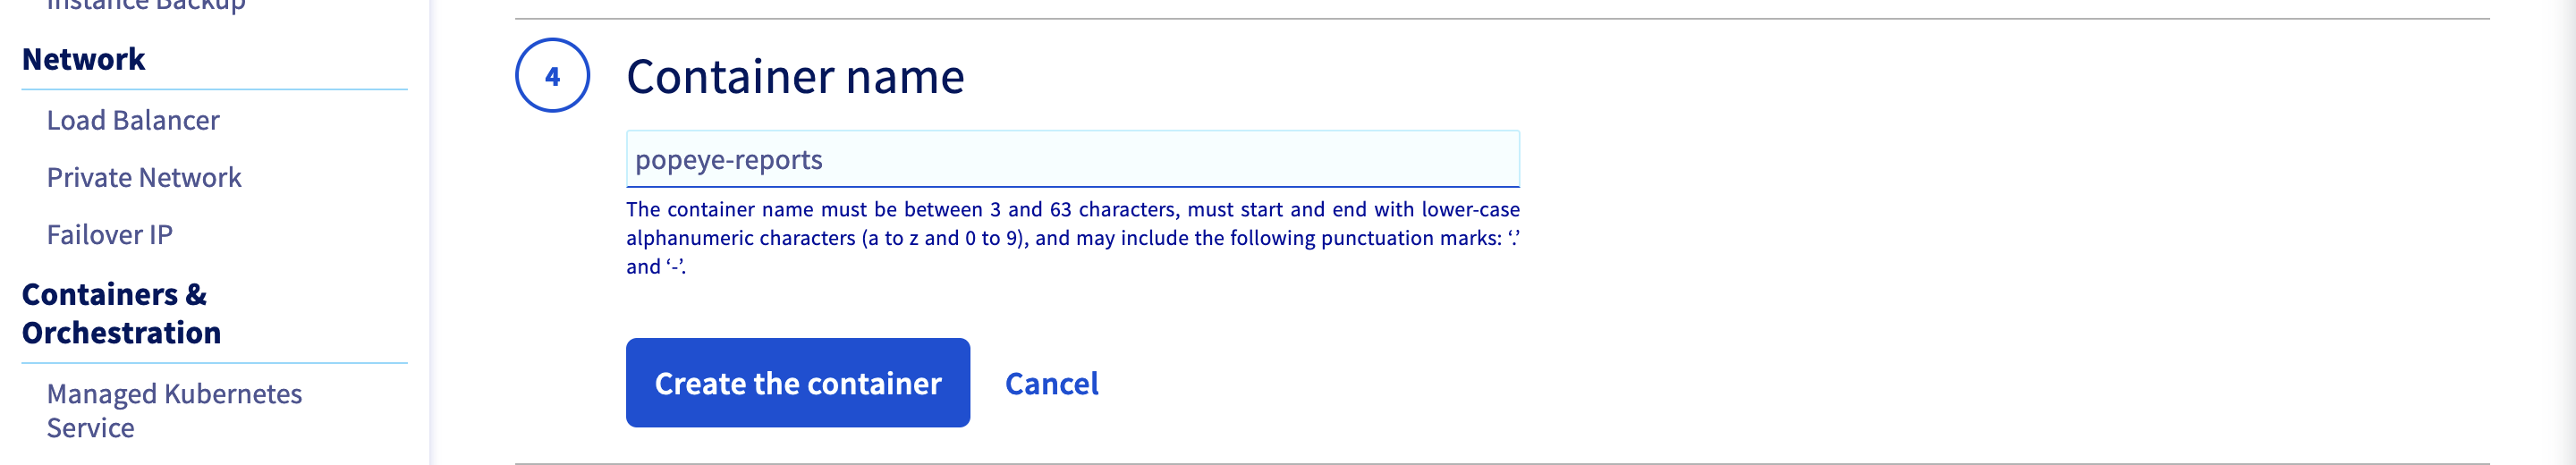 Instance Backup
Network
Load Balancer
Private Network
Failover IP
Containers &
Orchestration
Managed Kubernetes
Service
4
Container name
popeye-reports
The container name must be between 3 and 63 characters, must start and end with lower-case
alphanumeric characters (a to z and 0 to 9), and may include the following punctuation marks: ‘.’
and ‘-’.
Create the container
Cancel